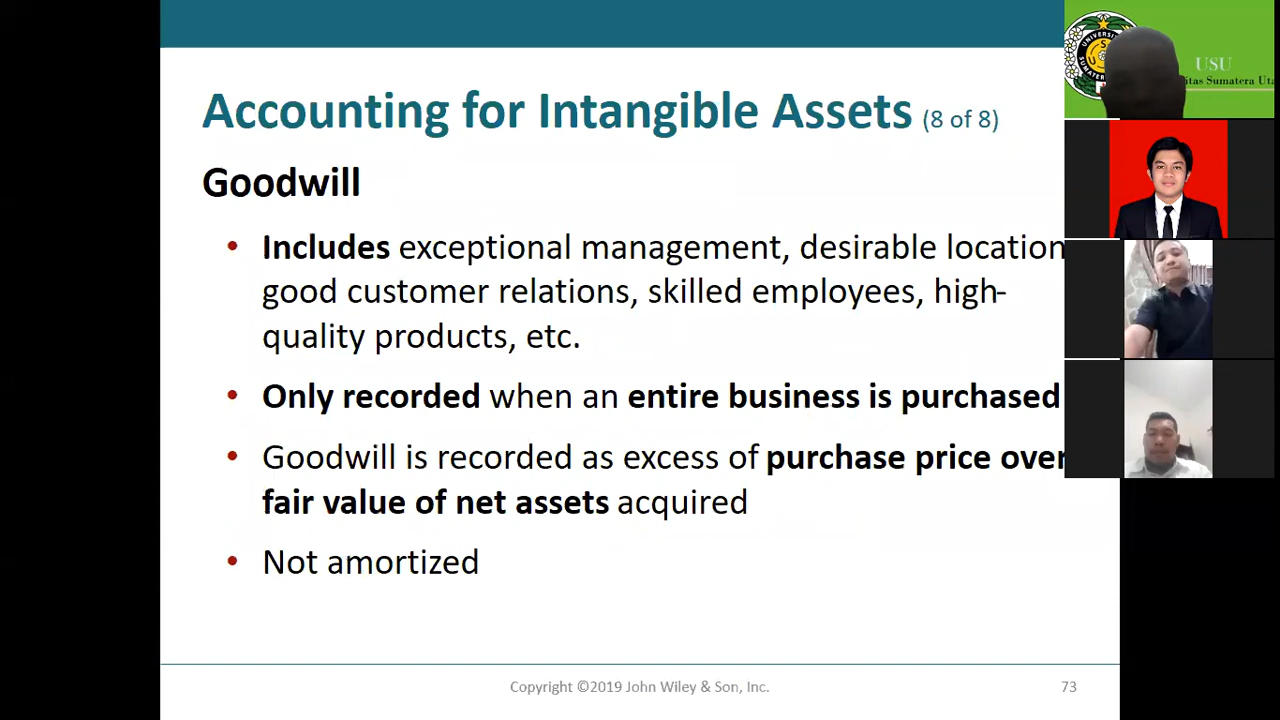 Accounting for Intangible Assets (8 of 8)
Goodwill
• Includes exceptional management, desirable location
good customer relations, skilled employees, high-
quality products, etc.
• Only recorded when an entire business is purchased
• Goodwill is recorded as excess of purchase price over
fair value of net assets acquired
• Not amortized
Copyright ©2019 John Wiley & Son, Inc.
73
USU
itas Sumatera Uta